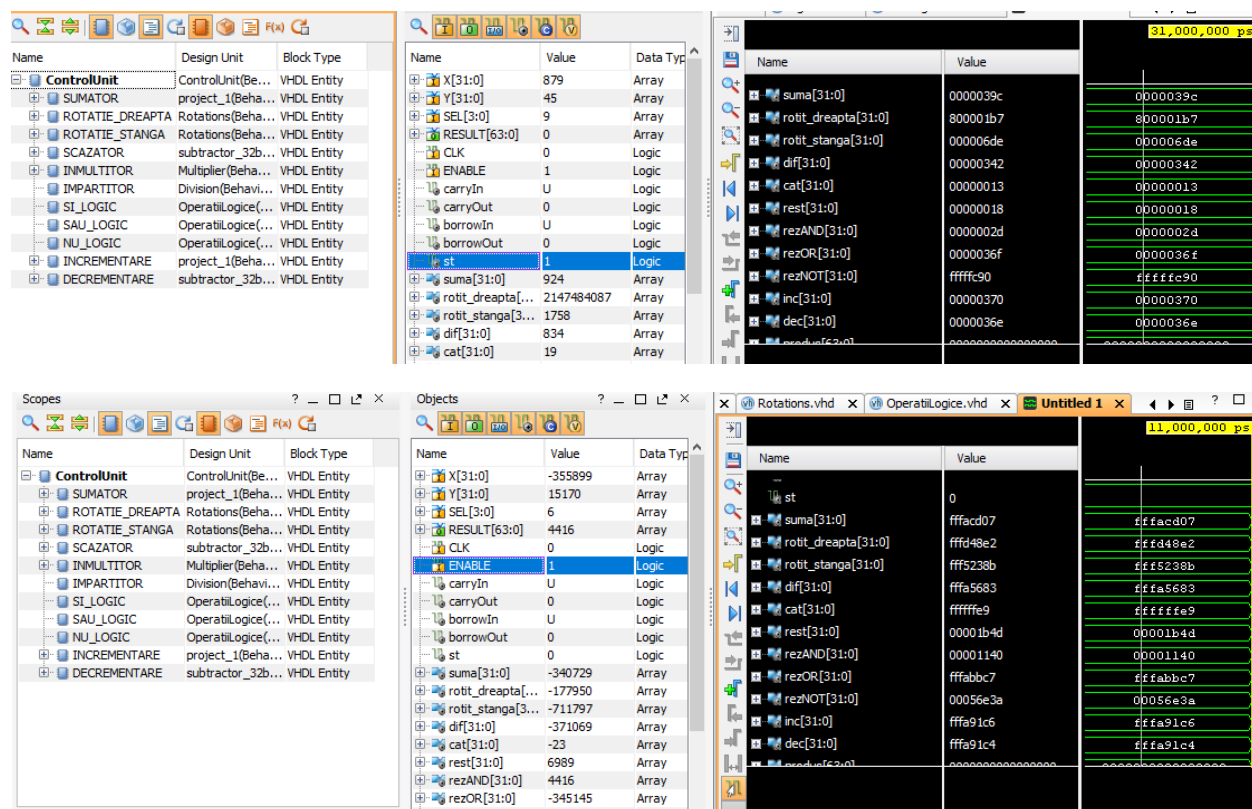 31,000,000 ps
F(x)
Name Design Unit Block Type
ControlUnit ControlUnit(Be... VHDL Entity
SUMATOR project_1(Beha... VHDL Entity
ROTATIE_DREAPTA Rotations(Beha... VHDL Entity
ROTATIE_STANGA Rotations(Beha... VHDL Entity
SCAZATOR subtractor_32b... VHDL Entity
INMULTITOR Multiplier(Beha... VHDL Entity
IMPARTITOR Division(Behavi... VHDL Entity
SI_LOGIC OperatiiLogice(... VHDL Entity
SAU_LOGIC OperatiiLogice(... VHDL Entity
NU_LOGIC OperatiiLogice(... VHDL Entity
INCREMENTARE project_1(Beha... VHDL Entity
DECREMENTARE subtractor_32b... VHDL Entity
Name Value Data Typ
X[31:0] 879 Array
Y[31:0] 45 Array
SEL[3:0] 9 Array
RESULT[63:0] 0 Array
CLK 0 Logic
ENABLE 1 Logic
carryIn U Logic
carryOut 0 Logic
borrowIn U Logic
borrowOut 0 Logic
st 1 Logic
suma[31:0] 924 Array
rotit_dreapta[... 2147484087 Array
rotit_stanga[3... 1758 Array
dif[31:0] 834 Array
cat[31:0] 19 Array
Name Value
suma[31:0] 0000039c 0000039c
rotit_dreapta[31:0] 800001b7 800001b7
rotit_stanga[31:0] 000006de 000006de
dif[31:0] 00000342 00000342
cat[31:0] 00000013 00000013
rest[31:0] 00000018 00000018
rezAND[31:0] 0000002d 0000002d
rezOR[31:0] 0000036f 0000036f
rezNOT[31:0] fffffc90 fffffc90
inc[31:0] 00000370 00000370
dec[31:0] 0000036e 0000036e
produs[63:0] 0000000000000000 0000000000000000
Scopes ? _ □ ×
F(x)
Name Design Unit Block Type
ControlUnit ControlUnit(Be... VHDL Entity
SUMATOR project_1(Beha... VHDL Entity
ROTATIE_DREAPTA Rotations(Beha... VHDL Entity
ROTATIE_STANGA Rotations(Beha... VHDL Entity
SCAZATOR subtractor_32b... VHDL Entity
INMULTITOR Multiplier(Beha... VHDL Entity
IMPARTITOR Division(Behavi... VHDL Entity
SI_LOGIC OperatiiLogice(... VHDL Entity
SAU_LOGIC OperatiiLogice(... VHDL Entity
NU_LOGIC OperatiiLogice(... VHDL Entity
INCREMENTARE project_1(Beha... VHDL Entity
DECREMENTARE subtractor_32b... VHDL Entity
Objects ? _ □ ×
Name Value Data Typ
X[31:0] -355899 Array
Y[31:0] 15170 Array
SEL[3:0] 6 Array
RESULT[63:0] 4416 Array
CLK 0 Logic
ENABLE 1 Logic
carryIn U Logic
carryOut 0 Logic
borrowIn U Logic
borrowOut 0 Logic
st 0 Logic
suma[31:0] -340729 Array
rotit_dreapta[... -177950 Array
rotit_stanga[3... -711797 Array
dif[31:0] -371069 Array
cat[31:0] -23 Array
rest[31:0] 6989 Array
rezAND[31:0] 4416 Array
rezOR[31:0] -345145 Array
Rotations.vhd × OperatiiLogice.vhd × Untitled 1 × ? □
11,000,000 ps
Name Value
st 0
suma[31:0] fffacd07 fffacd07
rotit_dreapta[31:0] fffd48e2 fffd48e2
rotit_stanga[31:0] fff5238b fff5238b
dif[31:0] fffa5683 fffa5683
cat[31:0] ffffffe9 ffffffe9
rest[31:0] 00001b4d 00001b4d
rezAND[31:0] 00001140 00001140
rezOR[31:0] fffabbc7 fffabbc7
rezNOT[31:0] 00056e3a 00056e3a
inc[31:0] fffa91c6 fffa91c6
dec[31:0] fffa91c4 fffa91c4
produs[63:0] 0000000000000000